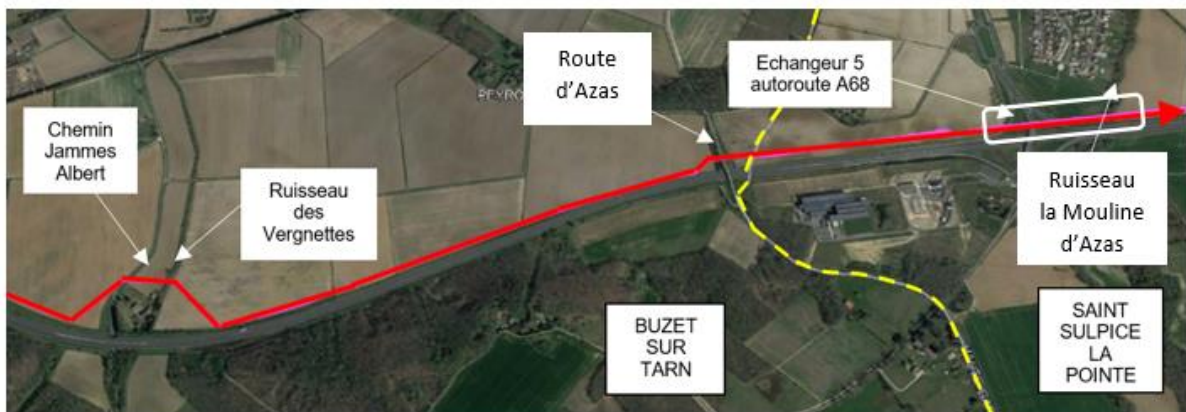 Chemin
Jammes
Albert
Ruisseau
des
Vergnettes
Route
d'Azas
Echangeur 5
autoroute A68
Ruisseau
la Mouline
d'Azas
BUZET
SUR
TARN
SAINT
SULPICE
LA
POINTE